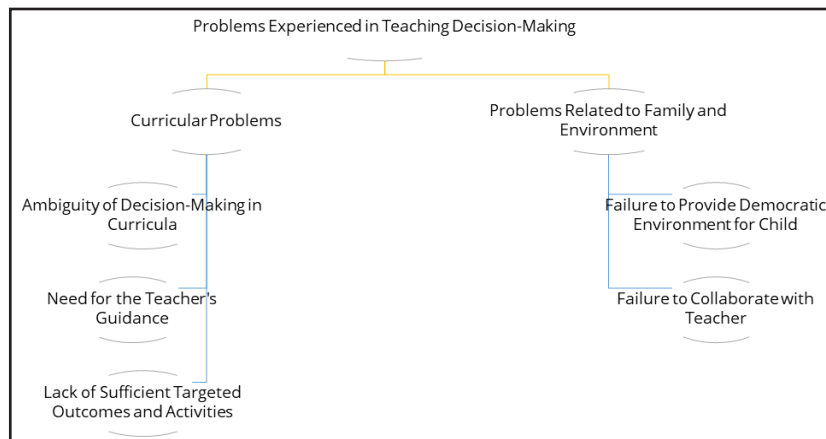 Problems Experienced in Teaching Decision-Making
Curricular Problems
Problems Related to Family and
Environment
Ambiguity of Decision-Making in
Curricula
Need for the Teacher's
Guidance
Lack of Sufficient Targeted
Outcomes and Activities
Failure to Provide Democratic
Environment for Child
Failure to Collaborate with
Teacher